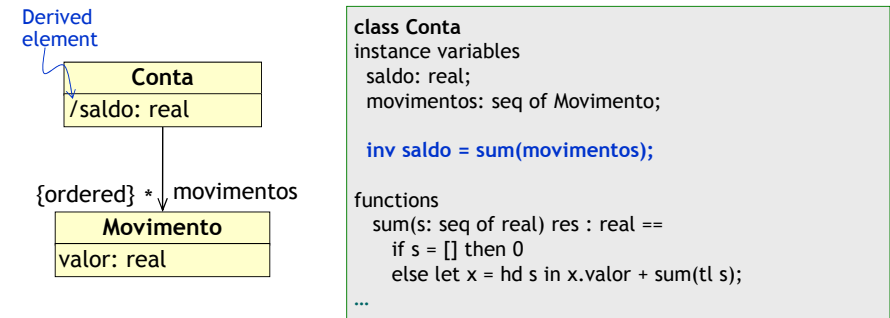 Derived
element
Conta
/saldo: real
{ordered} * movimentos
Movimento
valor: real
class Conta
instance variables
saldo: real;
movimentos: seq of Movimento;
inv saldo = sum(movimentos);
functions
sum(s: seq of real) res : real ==
if s = [] then 0
else let x = hd s in x.valor + sum(tl s);
...